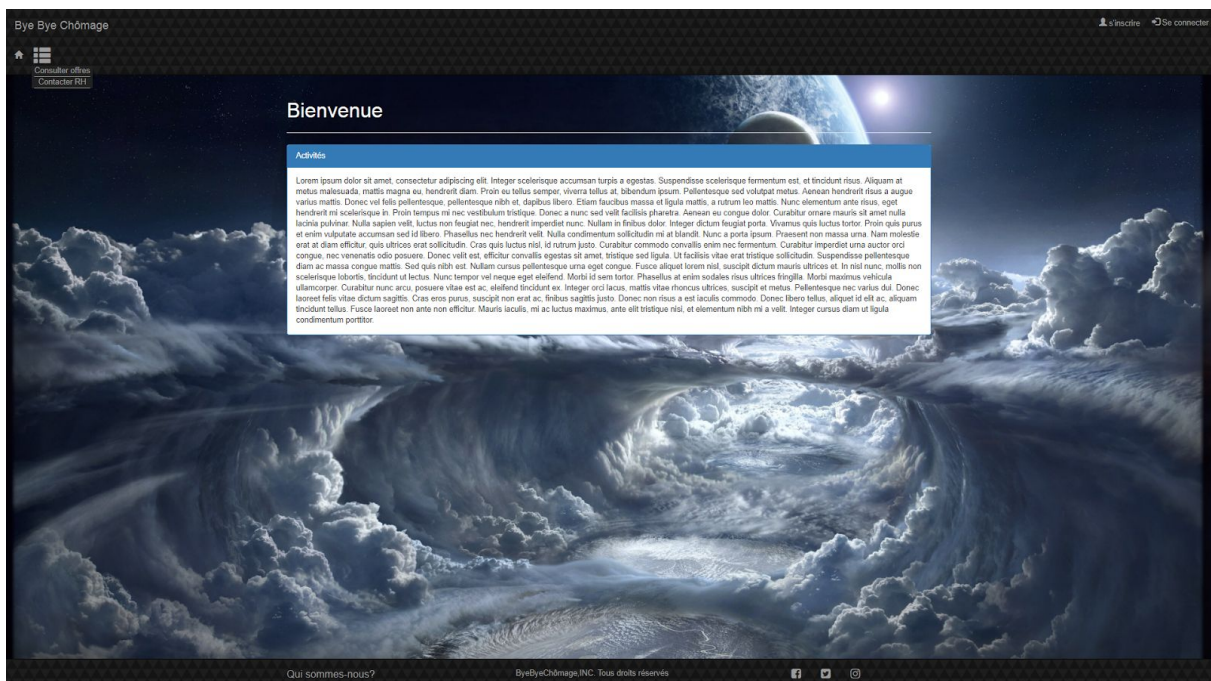 Bye Bye Chômage
s'inscrire Se connecter
Consulter offres
Contacter RH
Bienvenue
Activités
Lorem ipsum dolor sit amet, consectetur adipiscing elit. Integer scelerisque accumsan turpis a egestas. Suspendisse scelerisque fermentum est, et tincidunt risus. Aliquam at
metus malesuada, mattis magna eu, hendrerit diam. Proin eu tellus semper, viverra tellus at, bibendum ipsum. Pellentesque sed volutpat metus. Aenean hendrerit risus a augue
varius mattis. Donec vel felis pellentesque, pellentesque nibh et, dapibus libero. Etiam faucibus massa et ligula mattis, a rutrum leo mattis. Nunc elementum ante risus, eget
hendrerit mi scelerisque in. Proin tempus mi nec vestibulum tristique. Donec a nunc sed velit facilisis pharetra. Aenean eu congue dolor. Curabitur ornare mauris sit amet nulla
lacinia pulvinar. Nulla sapien velit, luctus non feugiat nec, hendrerit imperdiet nunc. Nullam in finibus dolor. Integer dictum feugiat porta. Vivamus quis luctus tortor. Proin quis purus
et enim vulputate accumsan sed id libero. Phasellus nec hendrerit velit. Nulla condimentum sollicitudin mi at blandit. Nunc a porta ipsum. Praesent non massa urna. Nam molestie
erat at diam efficitur, quis ultrices erat sollicitudin. Cras quis luctus nisl, id rutrum justo. Curabitur commodo convallis enim nec fermentum. Curabitur imperdiet urna auctor orci
congue, nec venenatis odio posuere. Donec velit est, efficitur convallis egestas sit amet, tristique sed ligula. Ut facilisis vitae erat tristique sollicitudin. Suspendisse pellentesque
diam ac massa congue mattis. Sed quis nibh est. Nullam cursus pellentesque urna eget congue. Fusce aliquet lorem nisl, suscipit dictum mauris ultrices et. In nisl nunc, mollis non
scelerisque lobortis, tincidunt ut lectus. Nunc tempor vel neque eget eleifend. Morbi id sem tortor. Phasellus at enim sodales risus ultrices fringilla. Morbi maximus vehicula
ullamcorper. Curabitur nunc arcu, posuere vitae est ac, eleifend tincidunt ex. Integer orci lacus, mattis vitae rhoncus ultrices, suscipit et metus. Pellentesque nec varius dui. Donec
laoreet felis vitae dictum sagittis. Cras eros purus, suscipit non erat ac, finibus sagittis justo. Donec non risus a est iaculis commodo. Donec libero tellus, aliquet id elit ac, aliquam
tincidunt tellus. Fusce laoreet non ante non efficitur. Mauris iaculis, mi ac luctus maximus, ante elit tristique nisi, et elementum nibh mi a velit. Integer cursus diam ut ligula
condimentum porttitor.
Qui sommes-nous? ByeByeChômage,INC. Tous droits réservés